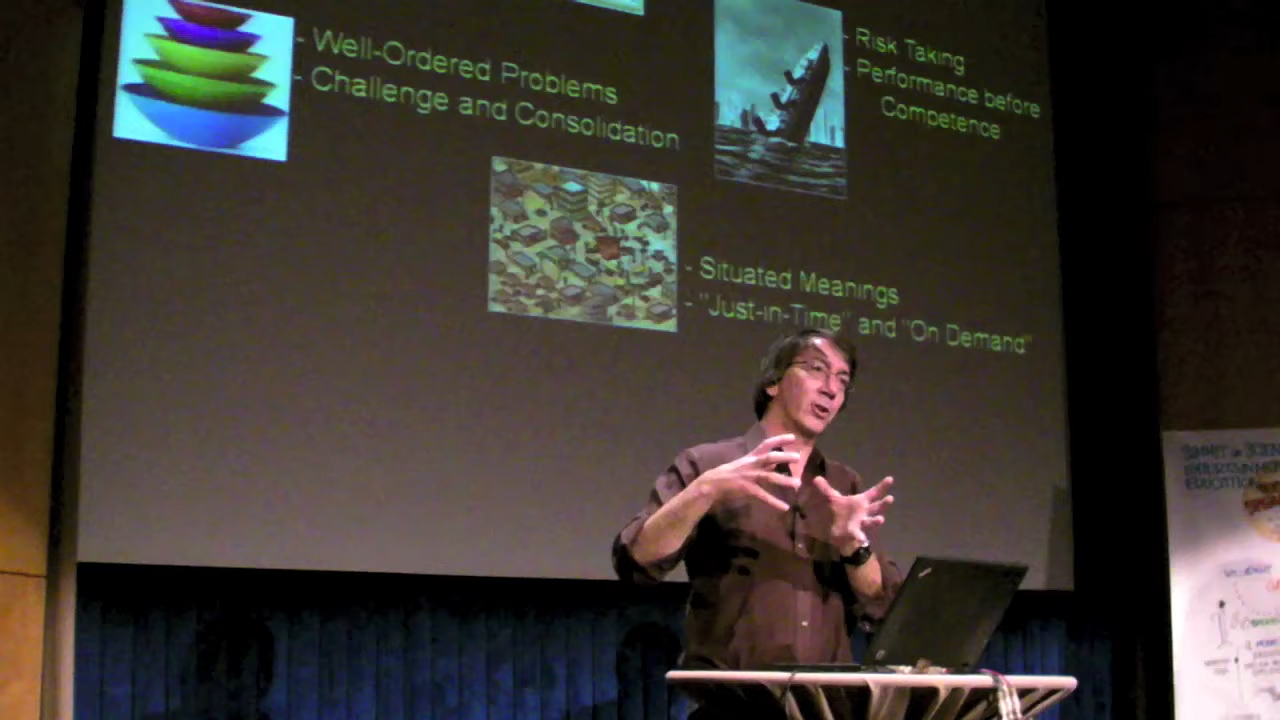 - Well-Ordered Problems
- Challenge and Consolidation
- Risk Taking
- Performance before
Competence
- Situated Meanings
- "Just-in-Time" and "On Demand"
EDUCATION